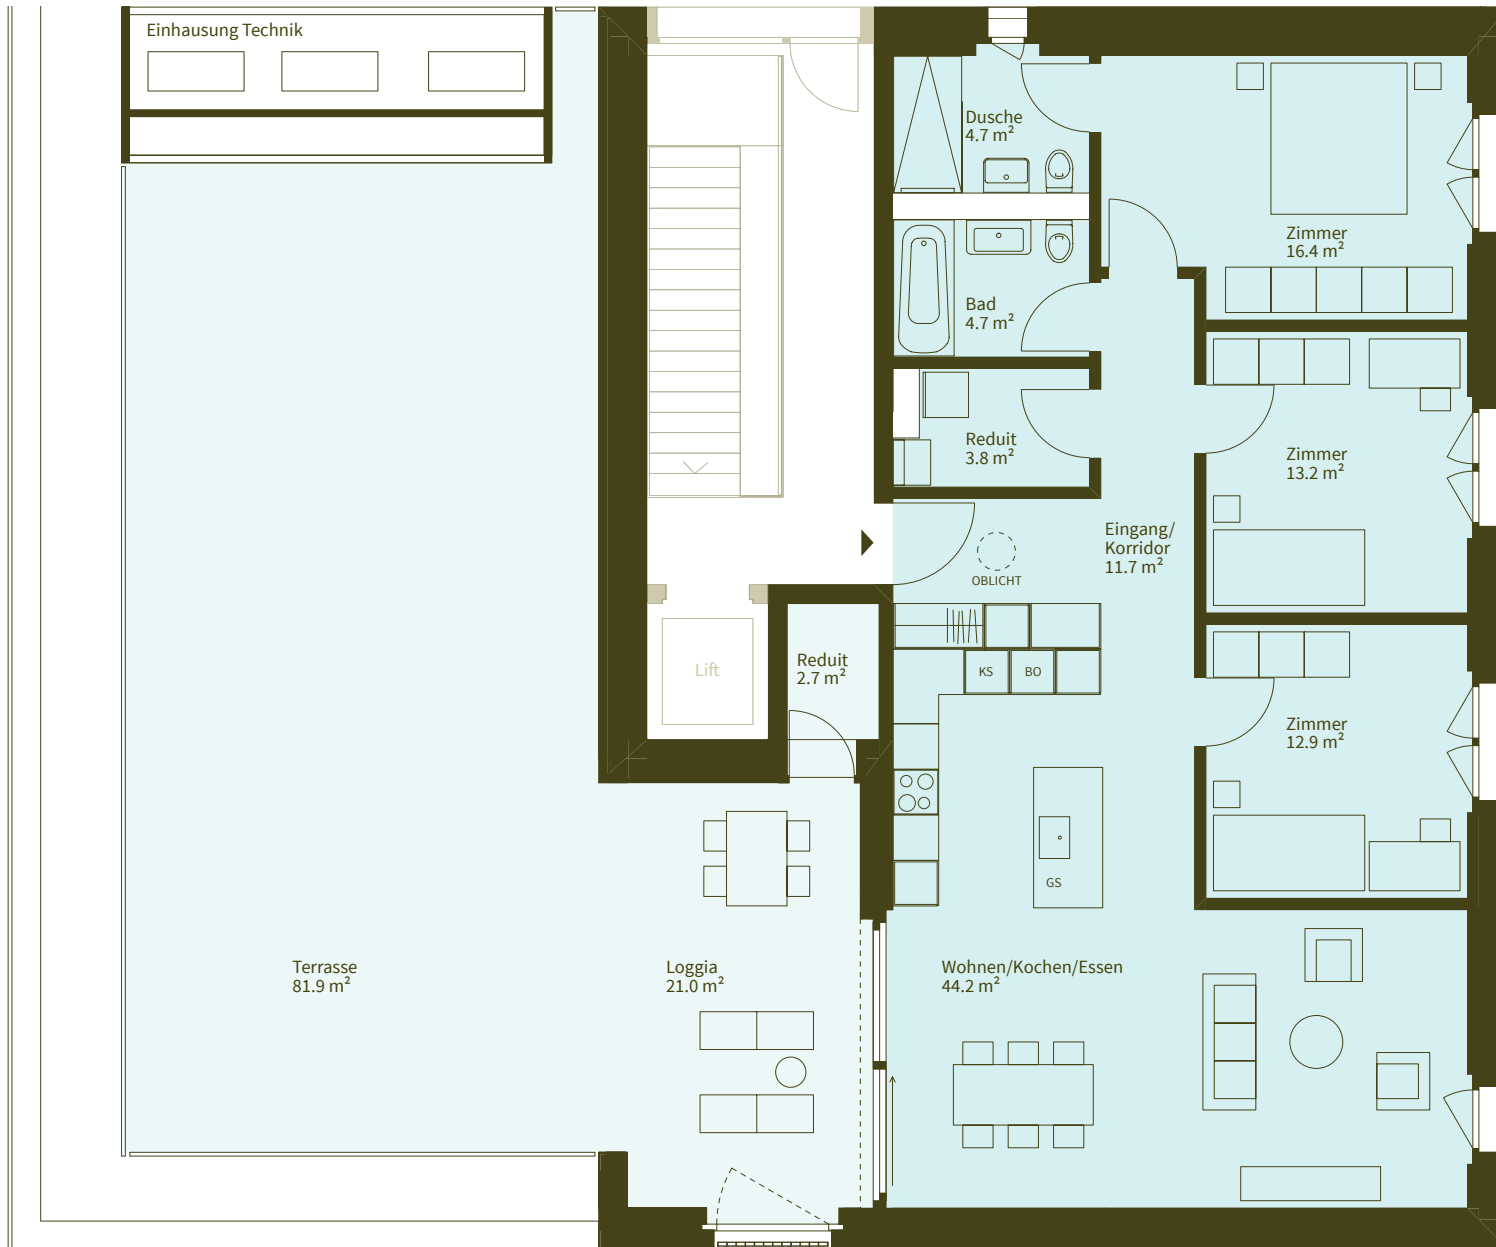 Einhausung Technik
Dusche
4.7 m²
Zimmer
16.4 m²
Bad
4.7 m²
Reduit
3.8 m²
Zimmer
13.2 m²
Eingang/
Korridor
11.7 m²
OBLICHT
Lift
Reduit
2.7 m²
KS
BO
Zimmer
12.9 m²
GS
Terrasse
81.9 m²
Loggia
21.0 m²
Wohnen/Kochen/Essen
44.2 m²